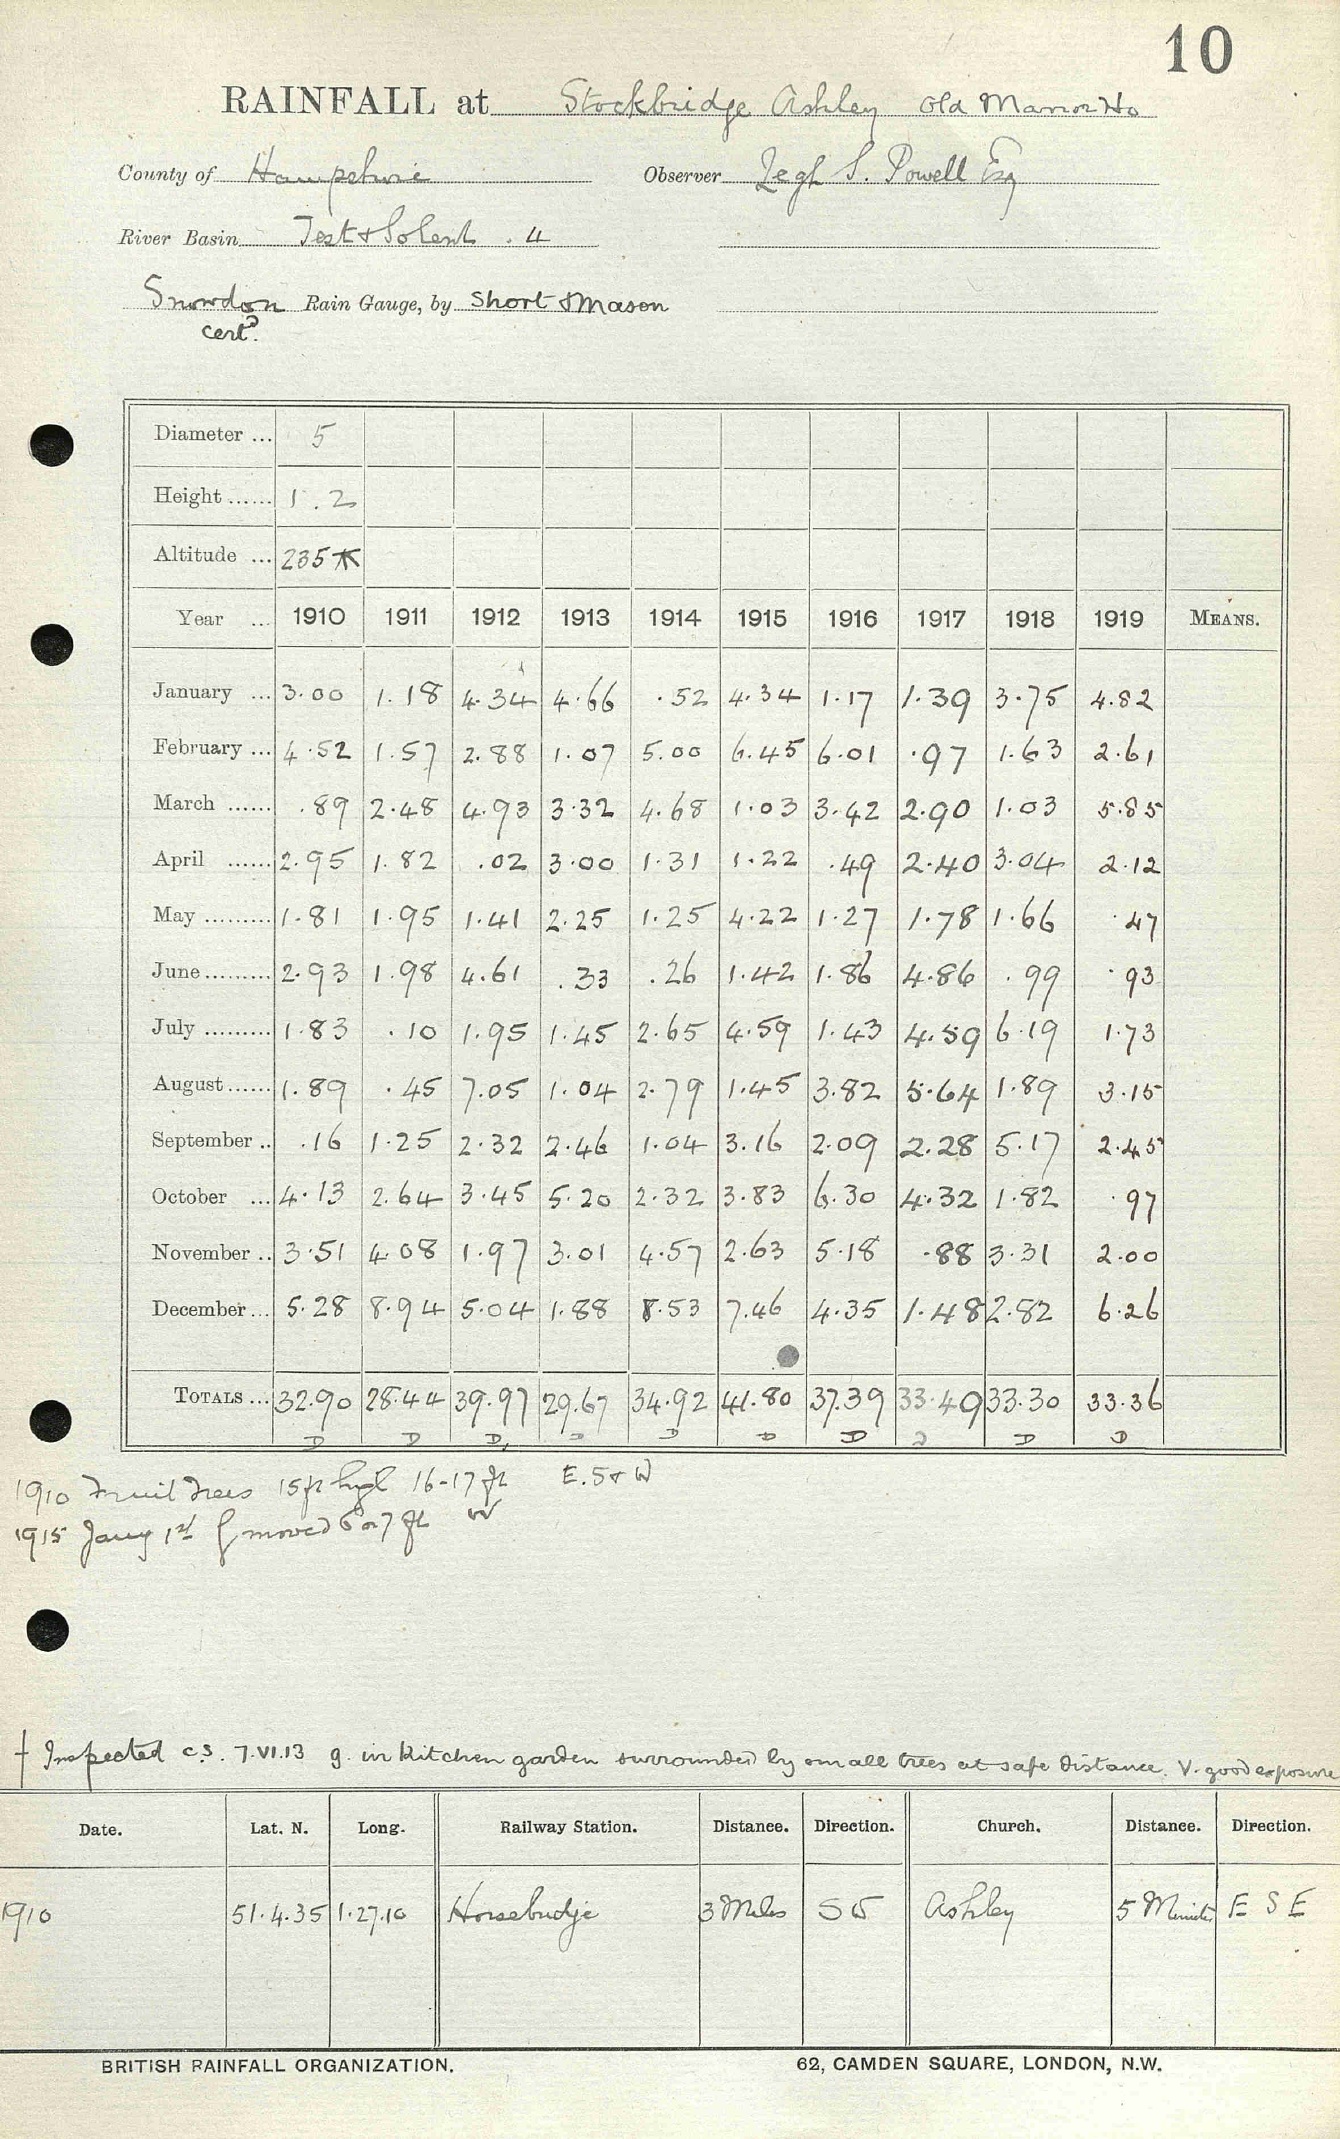 10
RAINFALL at Stockbridge Ashley Old Manor Ho
County of Hampshire Observer Legh S. Powell Esq
River Basin Test & Solent . 4
Snowdon Rain Gauge, by Short & Mason
Certd.
Diameter ... 5
Height ...... 1.2
Altitude ... 235
Year ... 1910 1911 1912 1913 1914 1915 1916 1917 1918 1919 MEANS.
January ... 3.00 1.18 4.34 4.66 .52 4.34 1.17 1.39 3.75 4.82
February ... 4.52 1.57 2.88 1.07 5.00 6.45 6.01 .97 1.63 2.61
March ...... .89 2.48 4.93 3.32 4.68 1.03 3.42 2.90 1.03 5.85
April ...... 2.95 1.82 .02 3.00 1.31 1.22 .49 2.40 3.04 2.12
May ......... 1.81 1.95 1.41 2.25 1.25 4.22 1.27 1.78 1.66 .47
June ......... 2.93 1.98 4.61 .33 .26 1.42 1.86 4.86 .99 .93
July ......... 1.83 .10 1.95 1.45 2.65 4.59 1.43 4.59 6.19 1.73
August ...... 1.89 .45 7.05 1.04 2.79 1.45 3.82 5.64 1.89 3.15
September .. .16 1.25 2.32 2.46 1.04 3.16 2.09 2.28 5.17 2.45
October ... 4.13 2.64 3.45 5.20 2.32 3.83 6.30 4.32 1.82 .97
November .. 3.51 4.08 1.97 3.01 4.57 2.63 5.18 .88 3.31 2.00
December ... 5.28 8.94 5.04 1.88 8.53 7.46 4.35 1.48 2.82 6.26
TOTALS ... 32.90 28.44 39.97 29.67 34.92 41.80 37.39 33.49 33.30 33.36
D D D D D D D D D D
1910 Fruit Trees 15ft high 16-17 ft E. S & W
1915 Jany 1st g moved 6 or 7 ft W
† Inspected C.S. 7.VI.13 g. in kitchen garden surrounded by small trees at safe distance. V. good exposure
Date. Lat. N. Long. Railway Station. Distance. Direction. Church. Distance. Direction.
1910 51.4.35 1.27.10 Horsebridge 3 Miles SW Ashley 5 Minutes E S E
BRITISH RAINFALL ORGANIZATION. 62, CAMDEN SQUARE, LONDON, N.W.